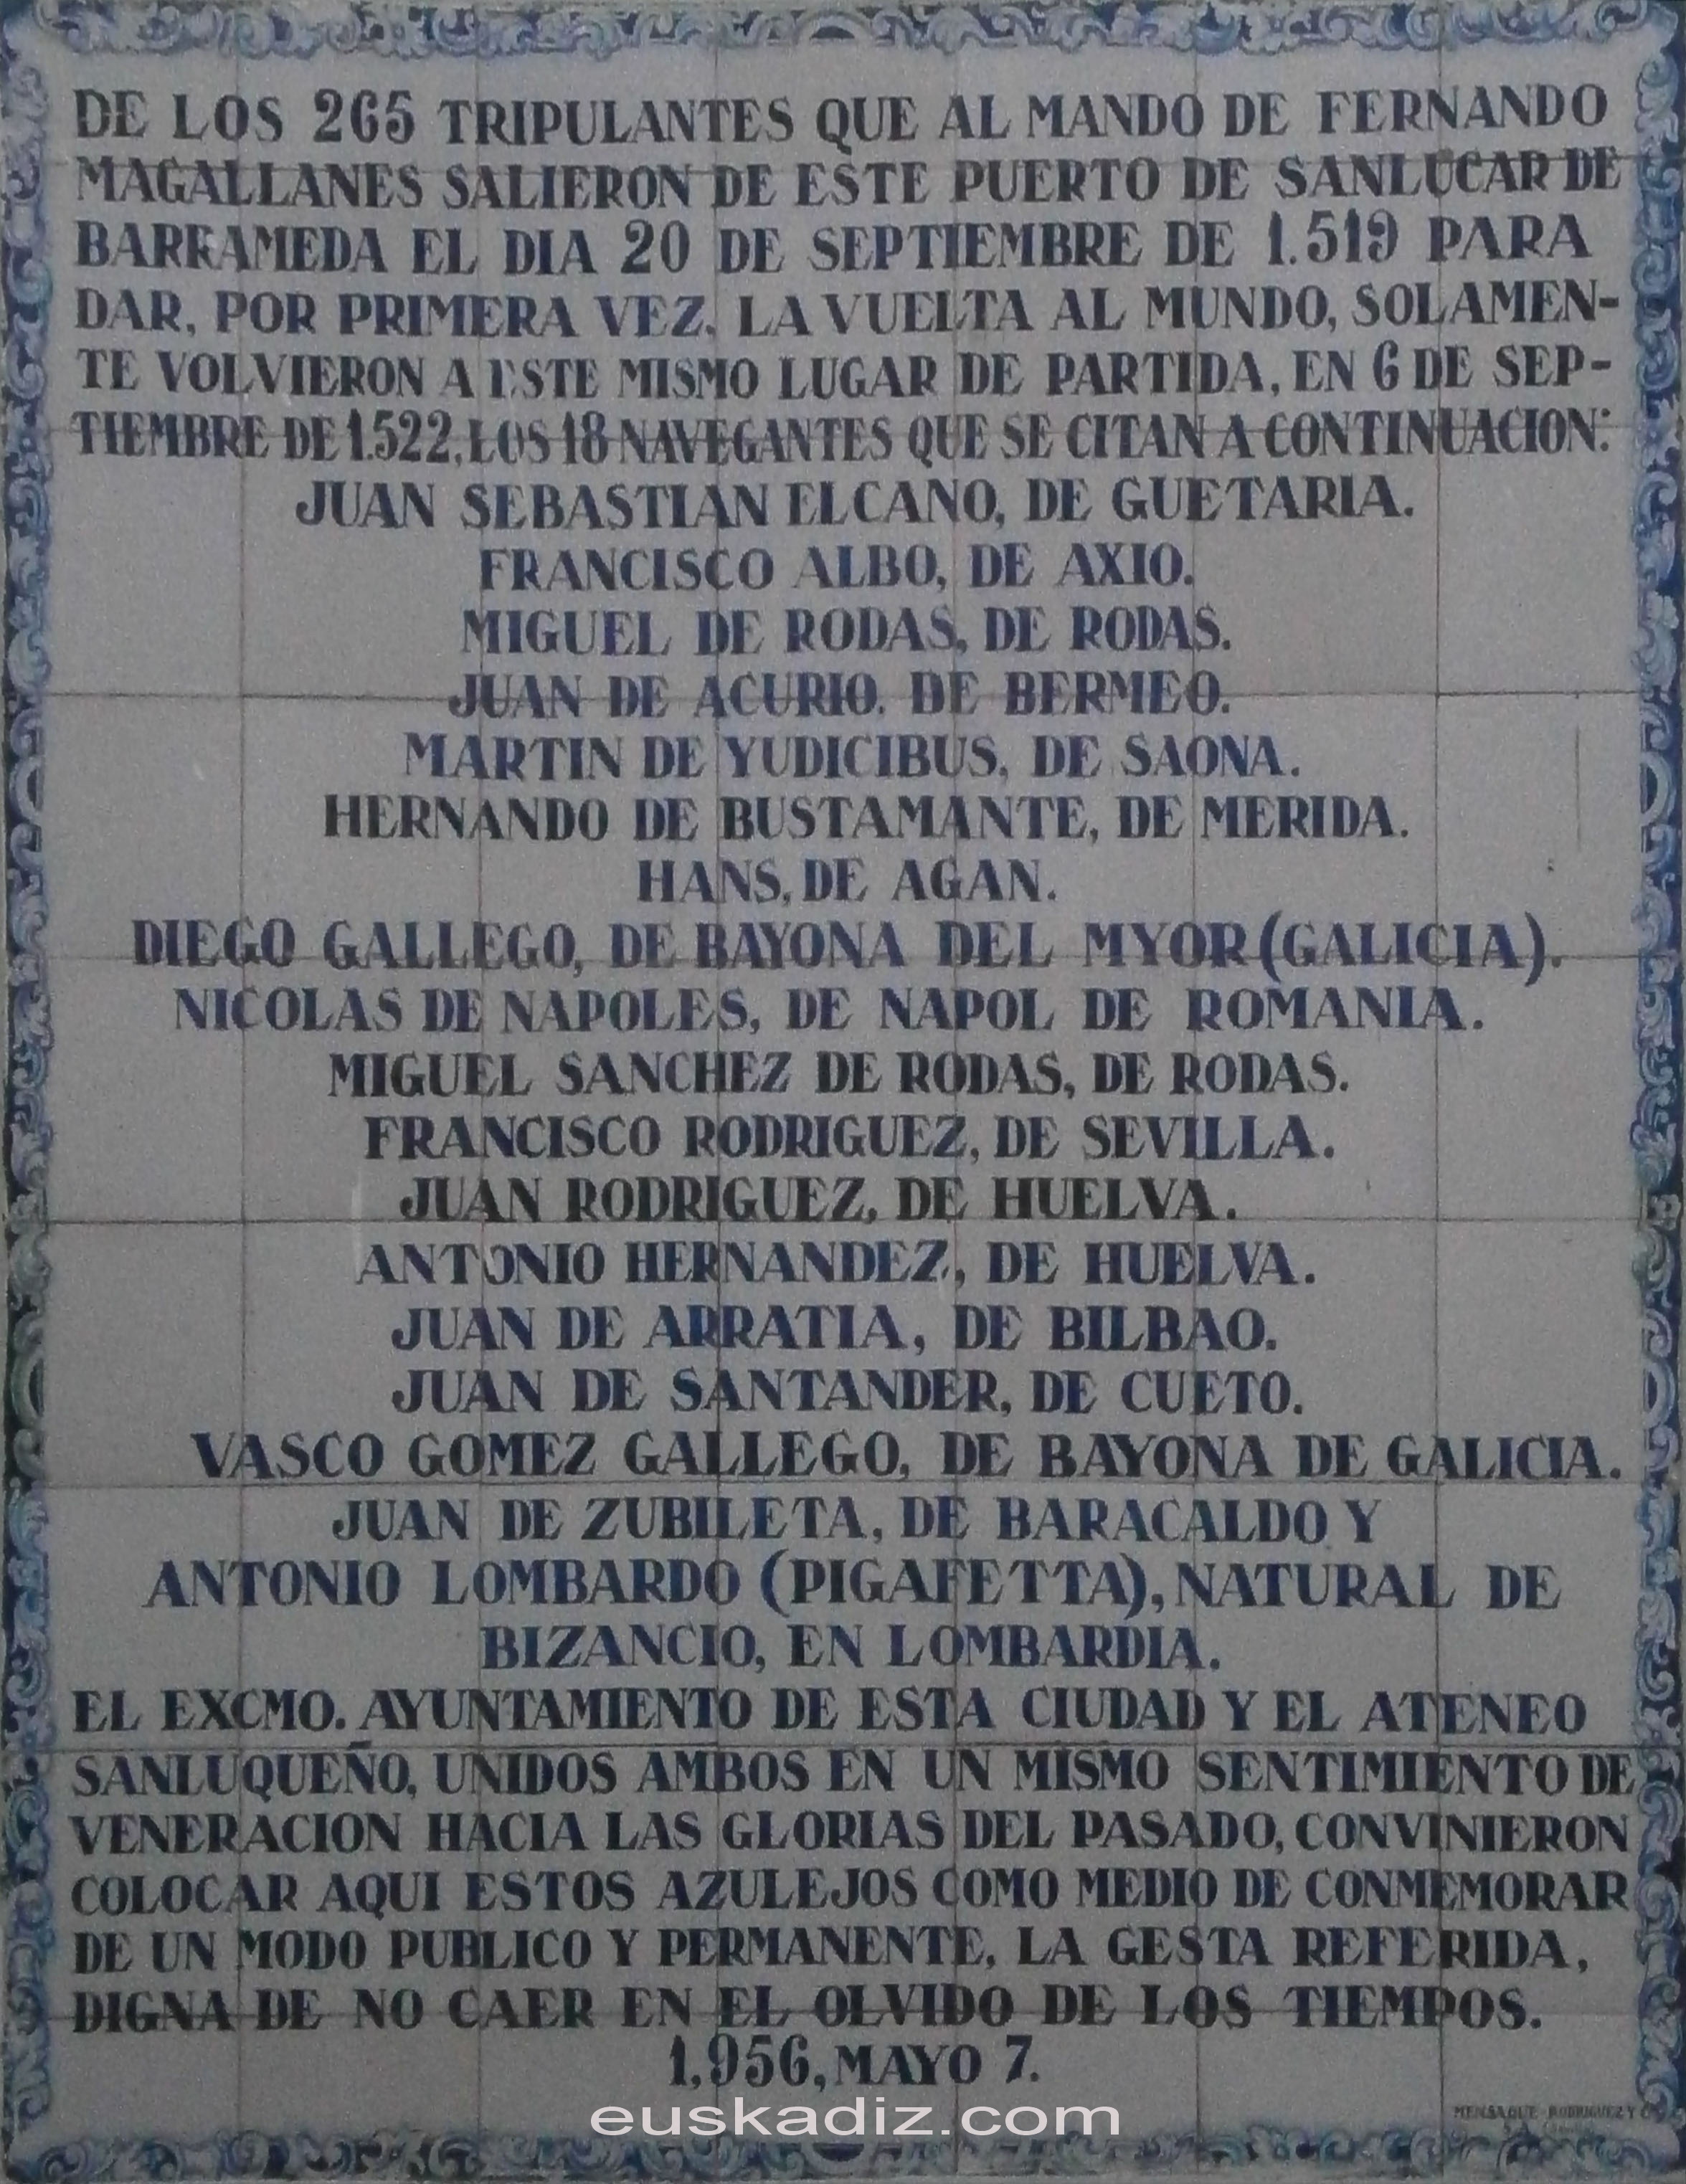 DE LOS 265 TRIPULANTES QUE AL MANDO DE FERNANDO
MAGALLANES SALIERON DE ESTE PUERTO DE SANLUCAR DE
BARRAMEDA EL DIA 20 DE SEPTIEMBRE DE 1.519 PARA
DAR, POR PRIMERA VEZ, LA VUELTA AL MUNDO, SOLAMEN-
TE VOLVIERON A ESTE MISMO LUGAR DE PARTIDA, EN 6 DE SEP-
TIEMBRE DE 1.522, LOS 18 NAVEGANTES QUE SE CITAN A CONTINUACION:
JUAN SEBASTIAN ELCANO, DE GUETARIA.
FRANCISCO ALBO, DE AXIO.
MIGUEL DE RODAS, DE RODAS.
JUAN DE ACURIO. DE BERMEO.
MARTIN DE YUDICIBUS, DE SAONA.
HERNANDO DE BUSTAMANTE, DE MERIDA.
HANS, DE AGAN.
DIEGO GALLEGO, DE BAYONA DEL MYOR (GALICIA).
NICOLAS DE NAPOLES, DE NAPOL DE ROMANIA.
MIGUEL SANCHEZ DE RODAS, DE RODAS.
FRANCISCO RODRIGUEZ, DE SEVILLA.
JUAN RODRIGUEZ, DE HUELVA.
ANTONIO HERNANDEZ, DE HUELVA.
JUAN DE ARRATIA, DE BILBAO.
JUAN DE SANTANDER, DE CUETO.
VASCO GOMEZ GALLEGO, DE BAYONA DE GALICIA.
JUAN DE ZUBILETA, DE BARACALDO Y
ANTONIO LOMBARDO (PIGAFETTA), NATURAL DE
BIZANCIO, EN LOMBARDIA.
EL EXCMO. AYUNTAMIENTO DE ESTA CIUDAD Y EL ATENEO
SANLUQUEÑO, UNIDOS AMBOS EN UN MISMO SENTIMIENTO DE
VENERACION HACIA LAS GLORIAS DEL PASADO, CONVINIERON
COLOCAR AQUI ESTOS AZULEJOS COMO MEDIO DE CONMEMORAR
DE UN MODO PUBLICO Y PERMANENTE, LA GESTA REFERIDA,
DIGNA DE NO CAER EN EL OLVIDO DE LOS TIEMPOS.
1,956, MAYO 7.
euskadiz.com
MENSAQUE RODRIGUEZ Y